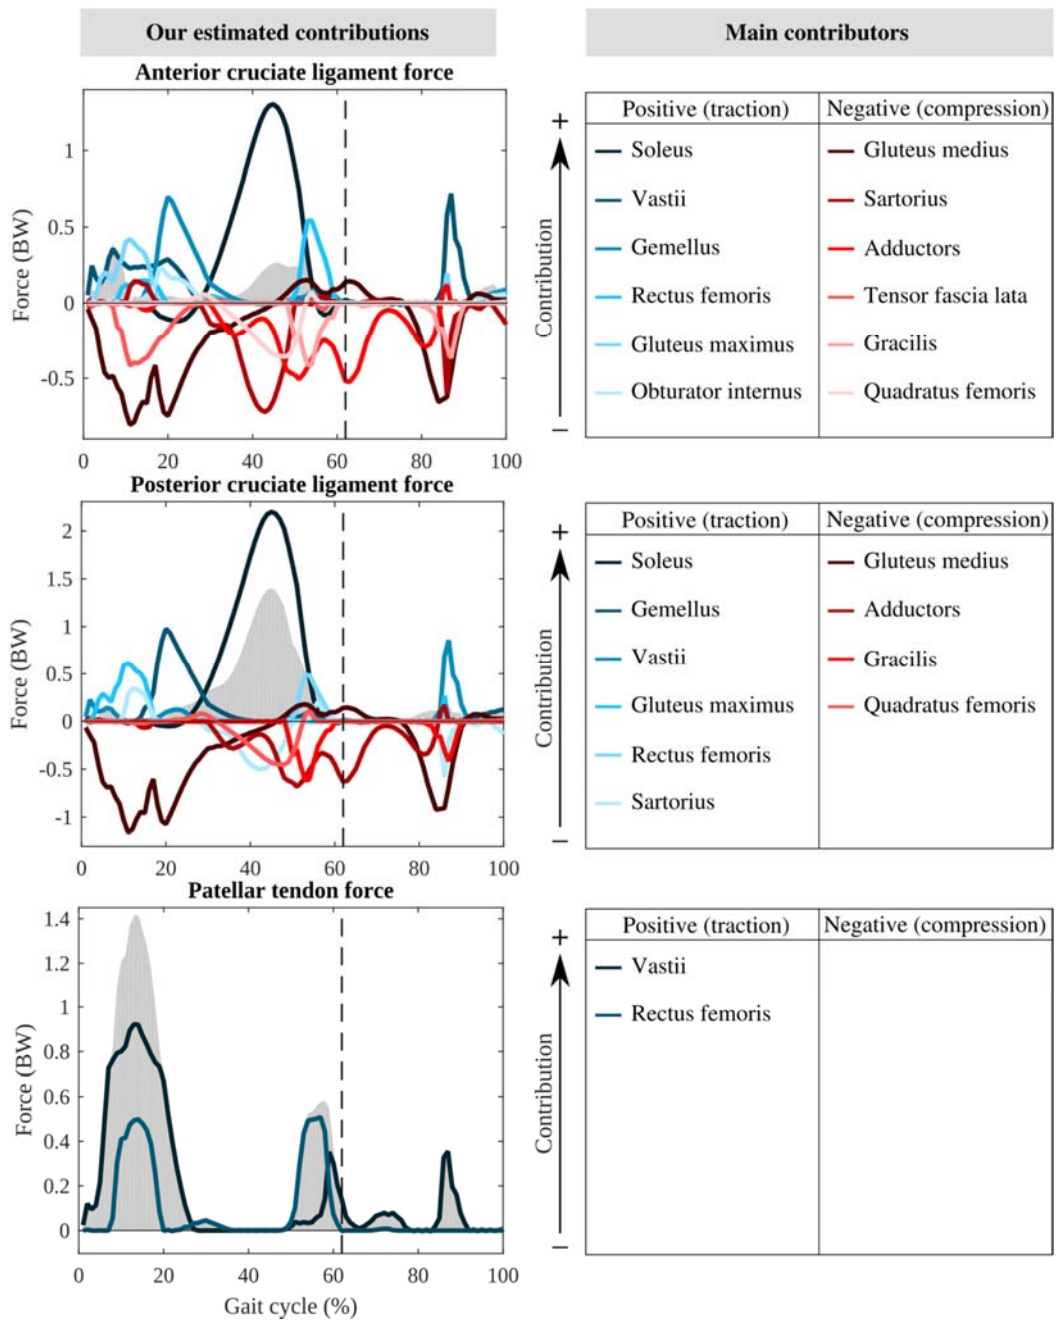 Our estimated contributions
Main contributors
Anterior cruciate ligament force
Force (BW)
1
0.5
0
-0.5
0 20 40 60 80 100
Contribution
+
–
Positive (traction) Negative (compression)
Soleus Gluteus medius
Vastii Sartorius
Gemellus Adductors
Rectus femoris Tensor fascia lata
Gluteus maximus Gracilis
Obturator internus Quadratus femoris
Posterior cruciate ligament force
Force (BW)
2
1.5
1
0.5
0
-0.5
-1
0 20 40 60 80 100
Contribution
+
–
Positive (traction) Negative (compression)
Soleus Gluteus medius
Gemellus Adductors
Vastii Gracilis
Gluteus maximus Quadratus femoris
Rectus femoris
Sartorius
Patellar tendon force
Force (BW)
1.4
1.2
1
0.8
0.6
0.4
0.2
0
0 20 40 60 80 100
Gait cycle (%)
Contribution
+
–
Positive (traction) Negative (compression)
Vastii
Rectus femoris